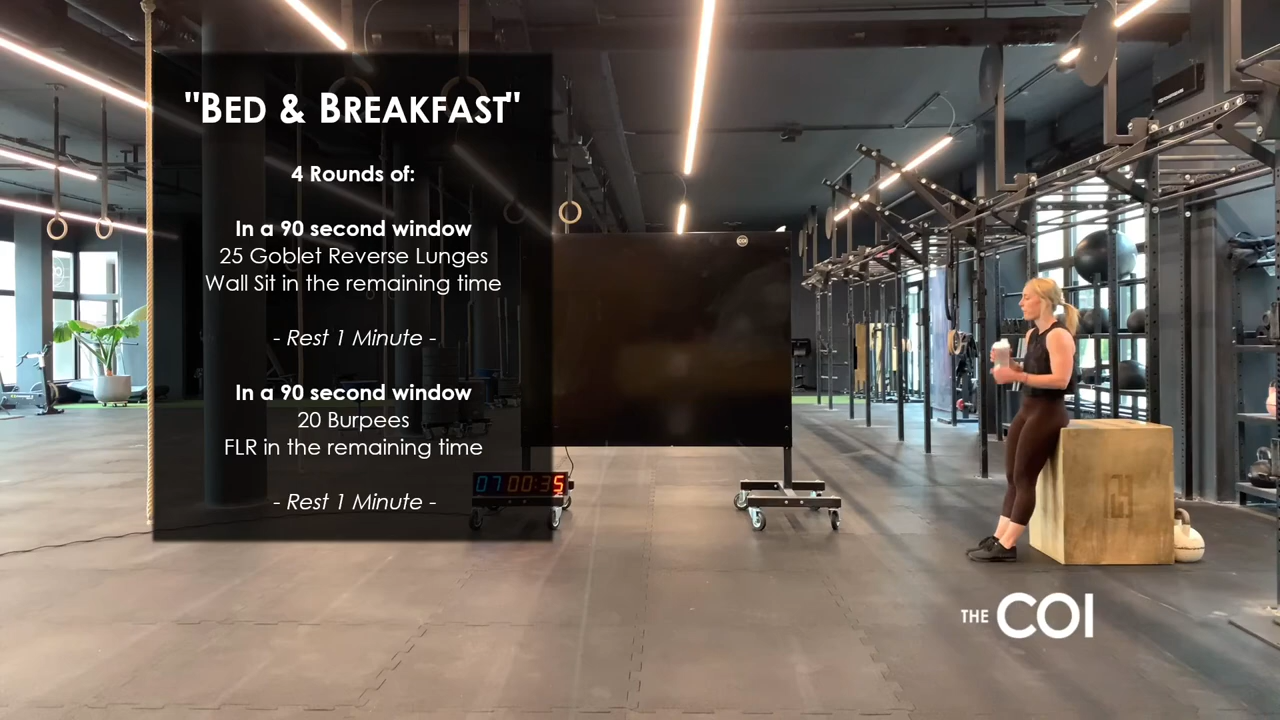 "BED & BREAKFAST"
4 Rounds of:
In a 90 second window
25 Goblet Reverse Lunges
Wall Sit in the remaining time
- Rest 1 Minute -
In a 90 second window
20 Burpees
FLR in the remaining time
- Rest 1 Minute -
07 00:35
COI
THE COI